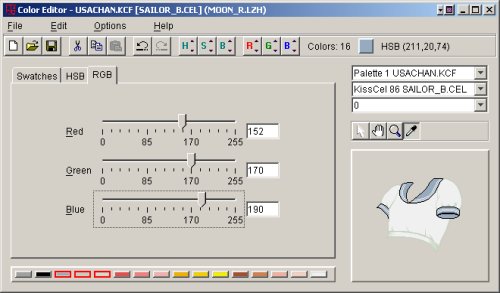 Color Editor - USACHAN.KCF [SAILOR_B.CEL] (MOON_R.LZH)
File Edit Options Help
H S B R G B Colors: 16 HSB (211,20,74)
Swatches HSB RGB
Palette 1 USACHAN.KCF
KissCel 86 SAILOR_B.CEL
0
Red 152
0 85 170 255
Green 170
0 85 170 255
Blue 190
0 85 170 255